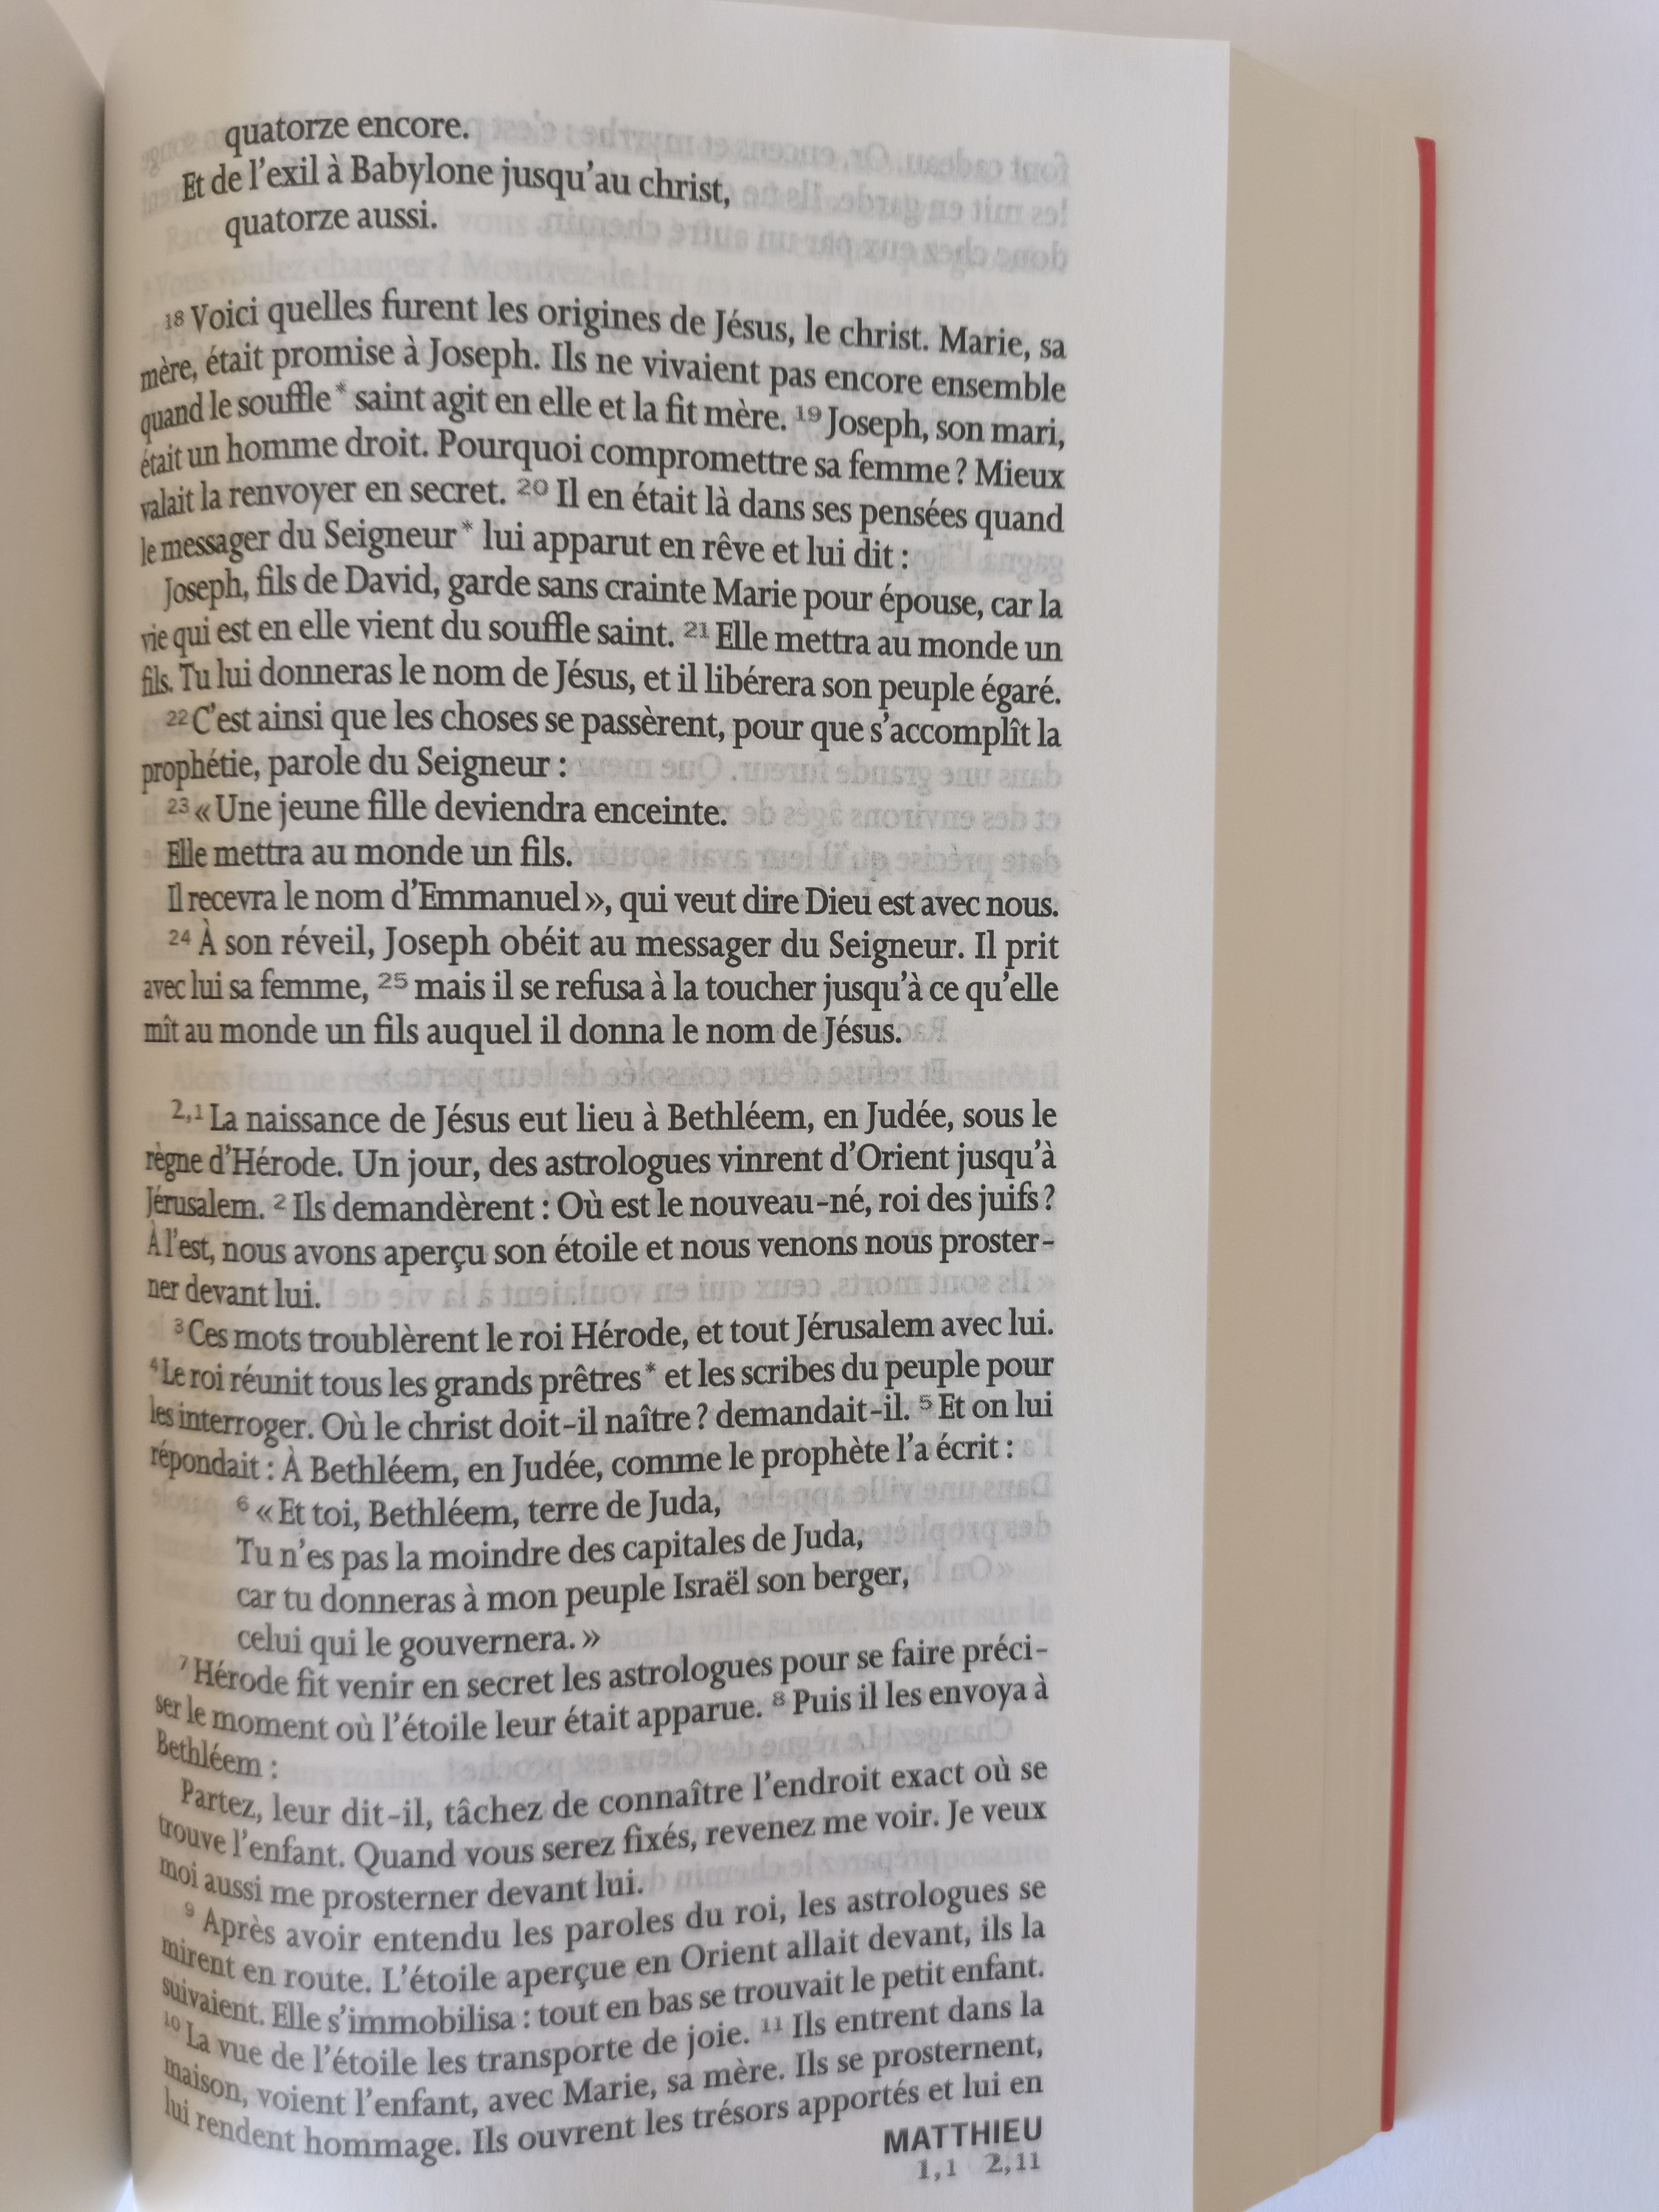 quatorze encore.
Et de l'exil à Babylone jusqu'au christ,
quatorze aussi.
18 Voici quelles furent les origines de Jésus, le christ. Marie, sa
mère, était promise à Joseph. Ils ne vivaient pas encore ensemble
quand le souffle* saint agit en elle et la fit mère. 19 Joseph, son mari,
était un homme droit. Pourquoi compromettre sa femme ? Mieux
valait la renvoyer en secret. 20 Il en était là dans ses pensées quand
le messager du Seigneur* lui apparut en rêve et lui dit :
Joseph, fils de David, garde sans crainte Marie pour épouse, car la
vie qui est en elle vient du souffle saint. 21 Elle mettra au monde un
fils. Tu lui donneras le nom de Jésus, et il libérera son peuple égaré.
22 C'est ainsi que les choses se passèrent, pour que s'accomplît la
prophétie, parole du Seigneur :
23 « Une jeune fille deviendra enceinte.
Elle mettra au monde un fils.
Il recevra le nom d'Emmanuel », qui veut dire Dieu est avec nous.
24 À son réveil, Joseph obéit au messager du Seigneur. Il prit
avec lui sa femme, 25 mais il se refusa à la toucher jusqu'à ce qu'elle
mît au monde un fils auquel il donna le nom de Jésus.
2,1 La naissance de Jésus eut lieu à Bethléem, en Judée, sous le
règne d'Hérode. Un jour, des astrologues vinrent d'Orient jusqu'à
Jérusalem. 2 Ils demandèrent : Où est le nouveau-né, roi des juifs ?
À l'est, nous avons aperçu son étoile et nous venons nous proster-
ner devant lui.
3 Ces mots troublèrent le roi Hérode, et tout Jérusalem avec lui.
4 Le roi réunit tous les grands prêtres* et les scribes du peuple pour
les interroger. Où le christ doit-il naître ? demandait-il. 5 Et on lui
répondait : À Bethléem, en Judée, comme le prophète l'a écrit :
6 « Et toi, Bethléem, terre de Juda,
Tu n'es pas la moindre des capitales de Juda,
car tu donneras à mon peuple Israël son berger,
celui qui le gouvernera. »
7 Hérode fit venir en secret les astrologues pour se faire préci-
ser le moment où l'étoile leur était apparue. 8 Puis il les envoya à
Bethléem :
Partez, leur dit-il, tâchez de connaître l'endroit exact où se
trouve l'enfant. Quand vous serez fixés, revenez me voir. Je veux
moi aussi me prosterner devant lui.
9 Après avoir entendu les paroles du roi, les astrologues se
mirent en route. L'étoile aperçue en Orient allait devant, ils la
suivaient. Elle s'immobilisa : tout en bas se trouvait le petit enfant.
10 La vue de l'étoile les transporte de joie. 11 Ils entrent dans la
maison, voient l'enfant, avec Marie, sa mère. Ils se prosternent,
lui rendent hommage. Ils ouvrent les trésors apportés et lui en
MATTHIEU
1,1 2,11